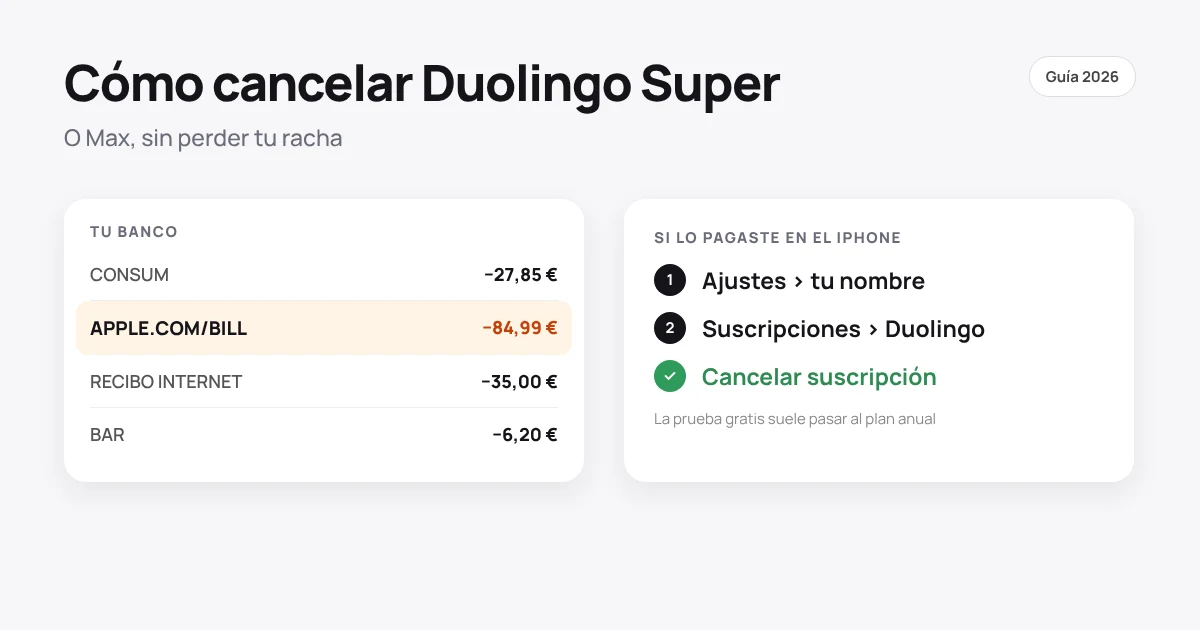 Cómo cancelar Duolingo Super
Guía 2026
O Max, sin perder tu racha
TU BANCO
CONSUM −27,85 €
APPLE.COM/BILL −84,99 €
RECIBO INTERNET −35,00 €
BAR −6,20 €
SI LO PAGASTE EN EL IPHONE
1 Ajustes › tu nombre
2 Suscripciones › Duolingo
Cancelar suscripción
La prueba gratis suele pasar al plan anual